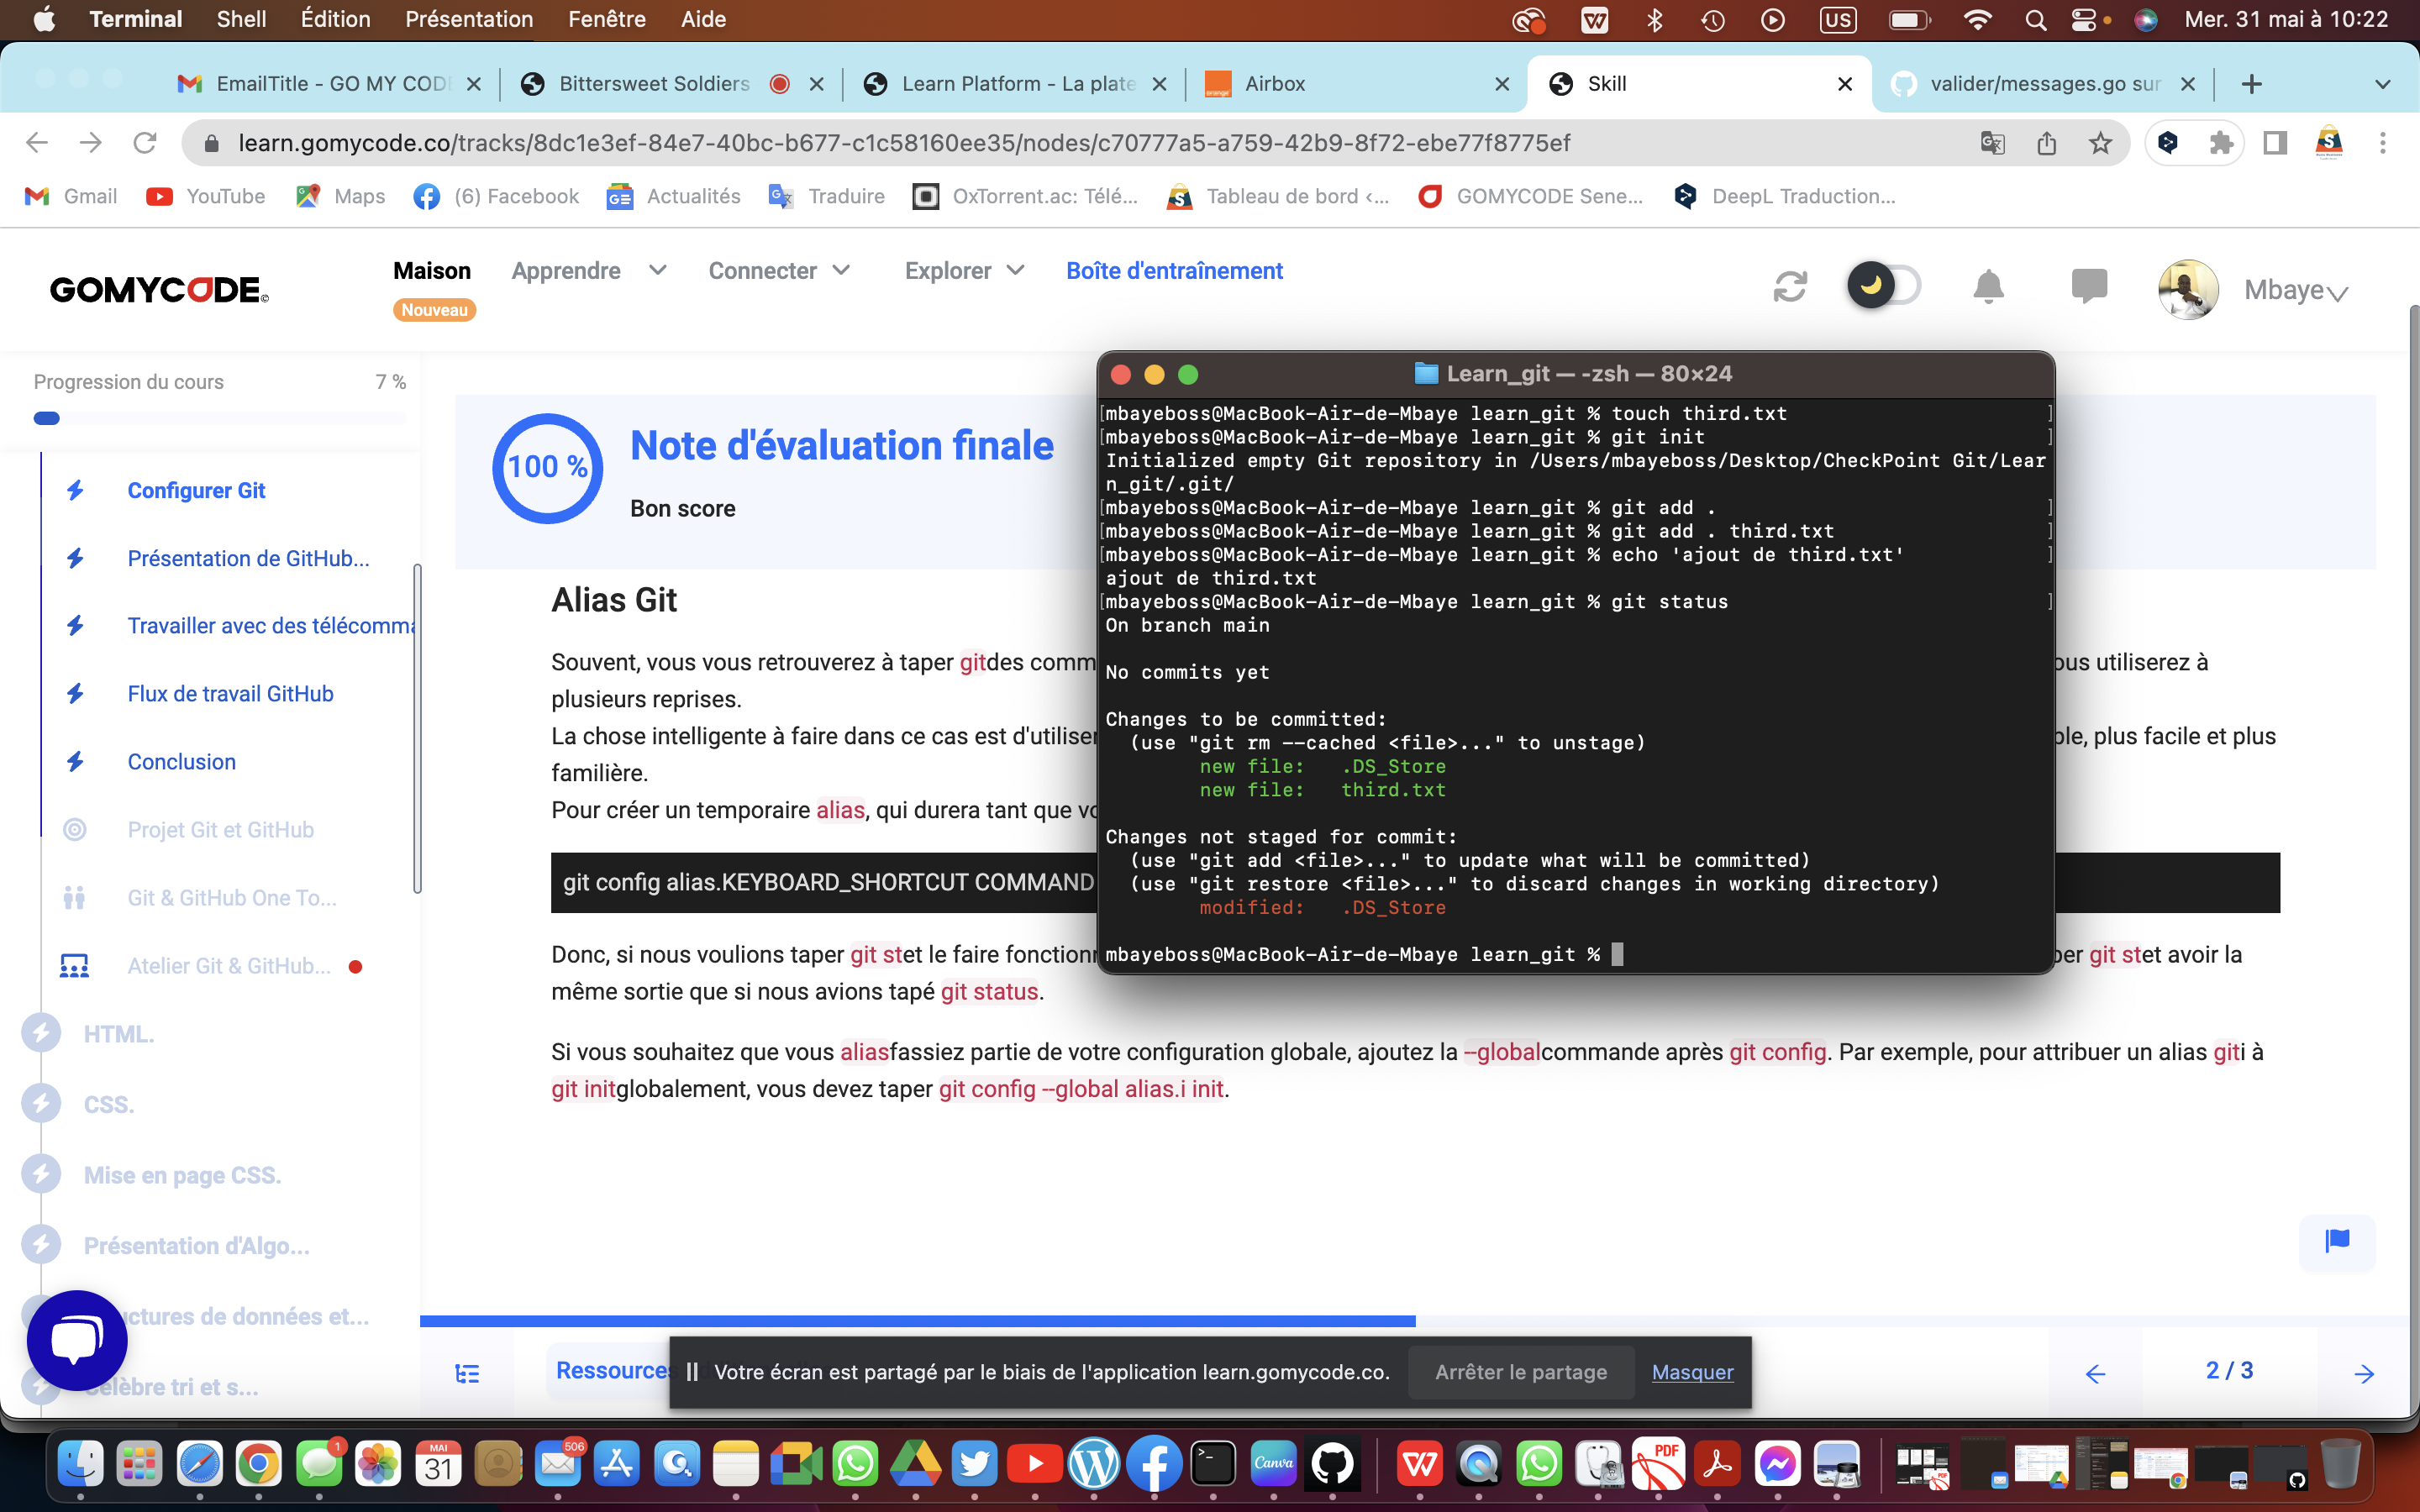 Terminal Shell Édition Présentation Fenêtre Aide US Mer. 31 mai à 10:22
EmailTitle - GO MY CODE Bittersweet Soldiers Learn Platform - La plate Airbox Skill valider/messages.go sur
learn.gomycode.co/tracks/8dc1e3ef-84e7-40bc-b677-c1c58160ee35/nodes/c70777a5-a759-42b9-8f72-ebe77f8775ef
Gmail YouTube Maps (6) Facebook Actualités Traduire OxTorrent.ac: Télé... Tableau de bord ‹... GOMYCODE Sene... DeepL Traduction...
GOMYCODE Maison Apprendre Connecter Explorer Boîte d'entraînement Mbaye
Nouveau
Progression du cours 7 %
Configurer Git
Présentation de GitHub...
Travailler avec des télécomma
Flux de travail GitHub
Conclusion
Projet Git et GitHub
Git & GitHub One To...
Atelier Git & GitHub...
HTML.
CSS.
Mise en page CSS.
Présentation d'Algo...
uctures de données et...
élèbre tri et s...
100 % Note d'évaluation finale
Bon score
Alias Git
Souvent, vous vous retrouverez à taper gitdes comm ous utiliserez à
plusieurs reprises.
La chose intelligente à faire dans ce cas est d'utiliser ble, plus facile et plus
familière.
Pour créer un temporaire alias, qui durera tant que vo
git config alias.KEYBOARD_SHORTCUT COMMAND
Donc, si nous voulions taper git stet le faire fonctionn per git stet avoir la
même sortie que si nous avions tapé git status.
Si vous souhaitez que vous aliasfassiez partie de votre configuration globale, ajoutez la --globalcommande après git config. Par exemple, pour attribuer un alias giti à
git initglobalement, vous devez taper git config --global alias.i init.
Learn_git — -zsh — 80×24
[mbayeboss@MacBook-Air-de-Mbaye learn_git % touch third.txt ]
[mbayeboss@MacBook-Air-de-Mbaye learn_git % git init ]
Initialized empty Git repository in /Users/mbayeboss/Desktop/CheckPoint Git/Lear
n_git/.git/
[mbayeboss@MacBook-Air-de-Mbaye learn_git % git add . ]
[mbayeboss@MacBook-Air-de-Mbaye learn_git % git add . third.txt ]
[mbayeboss@MacBook-Air-de-Mbaye learn_git % echo 'ajout de third.txt' ]
ajout de third.txt
[mbayeboss@MacBook-Air-de-Mbaye learn_git % git status ]
On branch main
No commits yet
Changes to be committed:
(use "git rm --cached <file>..." to unstage)
new file: .DS_Store
new file: third.txt
Changes not staged for commit:
(use "git add <file>..." to update what will be committed)
(use "git restore <file>..." to discard changes in working directory)
modified: .DS_Store
mbayeboss@MacBook-Air-de-Mbaye learn_git %
Ressources Votre écran est partagé par le biais de l'application learn.gomycode.co. Arrêter le partage Masquer 2 / 3
1 MAI 31 506 Canva PDF